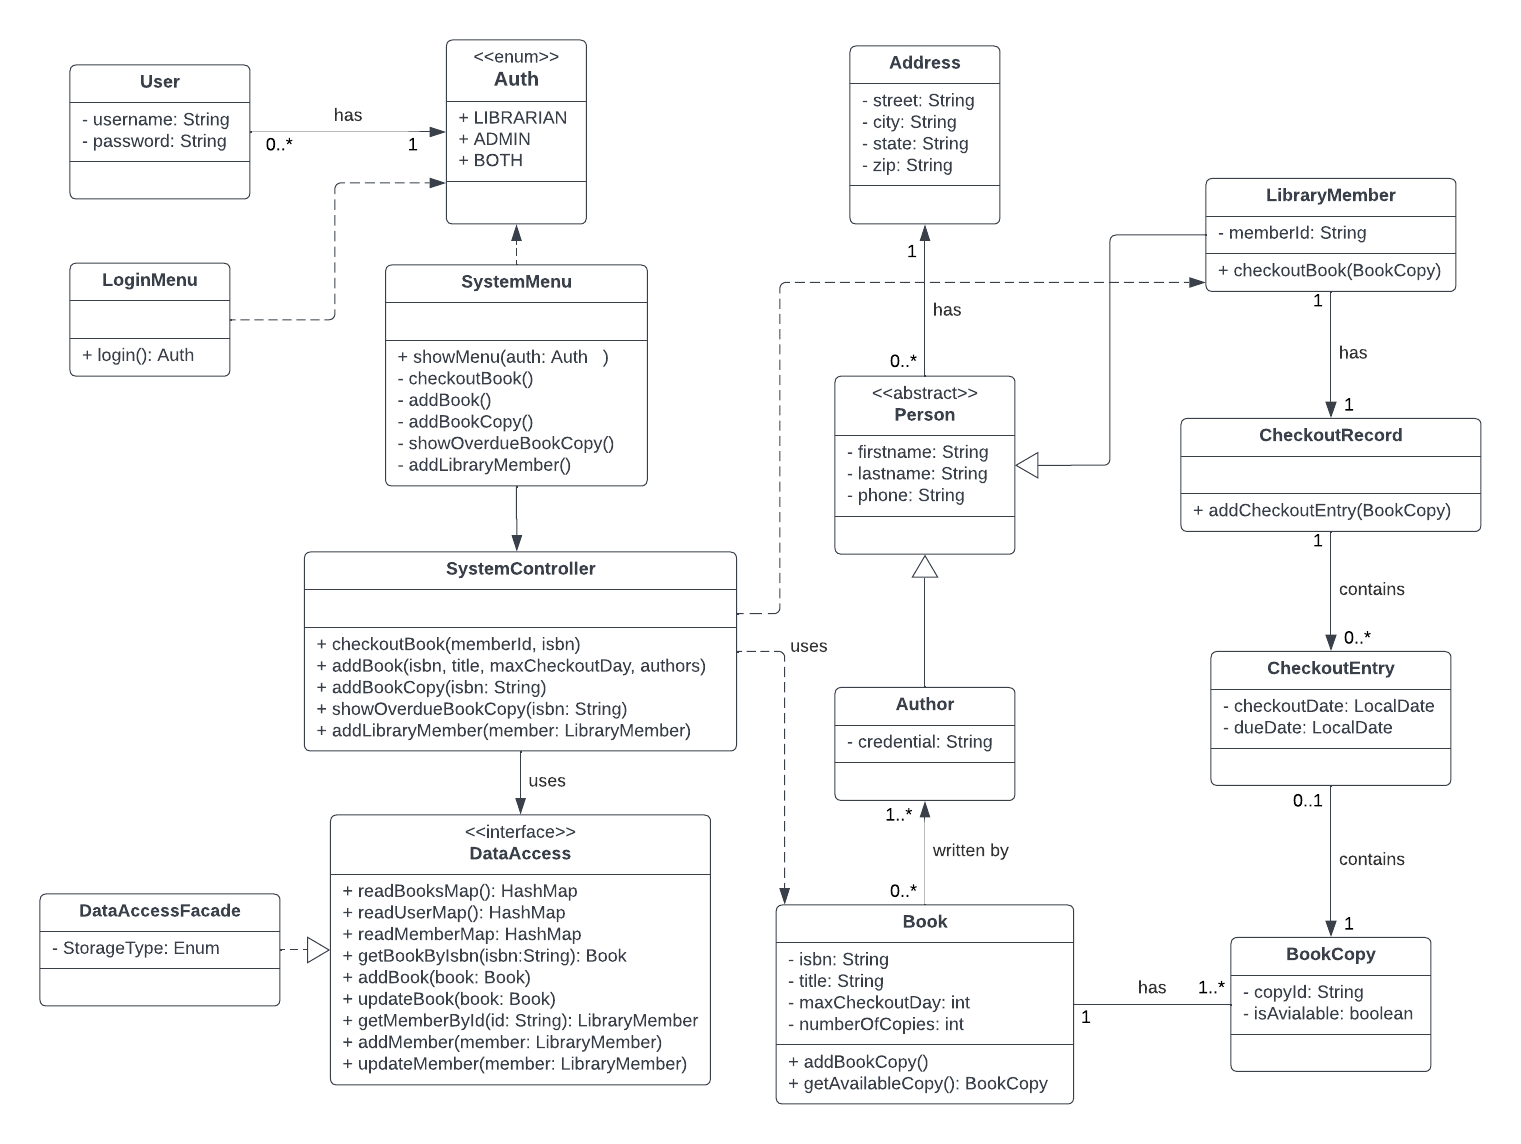 User
- username: String
- password: String
has
0..*
1
<<enum>>
Auth
+ LIBRARIAN
+ ADMIN
+ BOTH
LoginMenu
+ login(): Auth
SystemMenu
+ showMenu(auth: Auth )
- checkoutBook()
- addBook()
- addBookCopy()
- showOverdueBookCopy()
- addLibraryMember()
SystemController
+ checkoutBook(memberId, isbn)
+ addBook(isbn, title, maxCheckoutDay, authors)
+ addBookCopy(isbn: String)
+ showOverdueBookCopy(isbn: String)
+ addLibraryMember(member: LibraryMember)
uses
uses
<<interface>>
DataAccess
+ readBooksMap(): HashMap
+ readUserMap(): HashMap
+ readMemberMap: HashMap
+ getBookByIsbn(isbn:String): Book
+ addBook(book: Book)
+ updateBook(book: Book)
+ getMemberById(id: String): LibraryMember
+ addMember(member: LibraryMember)
+ updateMember(member: LibraryMember)
DataAccessFacade
- StorageType: Enum
Address
- street: String
- city: String
- state: String
- zip: String
1
has
0..*
<<abstract>>
Person
- firstname: String
- lastname: String
- phone: String
Author
- credential: String
1..*
written by
0..*
Book
- isbn: String
- title: String
- maxCheckoutDay: int
- numberOfCopies: int
+ addBookCopy()
+ getAvailableCopy(): BookCopy
has
1..*
1
LibraryMember
- memberId: String
+ checkoutBook(BookCopy)
1
has
1
CheckoutRecord
+ addCheckoutEntry(BookCopy)
1
contains
0..*
CheckoutEntry
- checkoutDate: LocalDate
- dueDate: LocalDate
0..1
contains
1
BookCopy
- copyId: String
- isAvialable: boolean